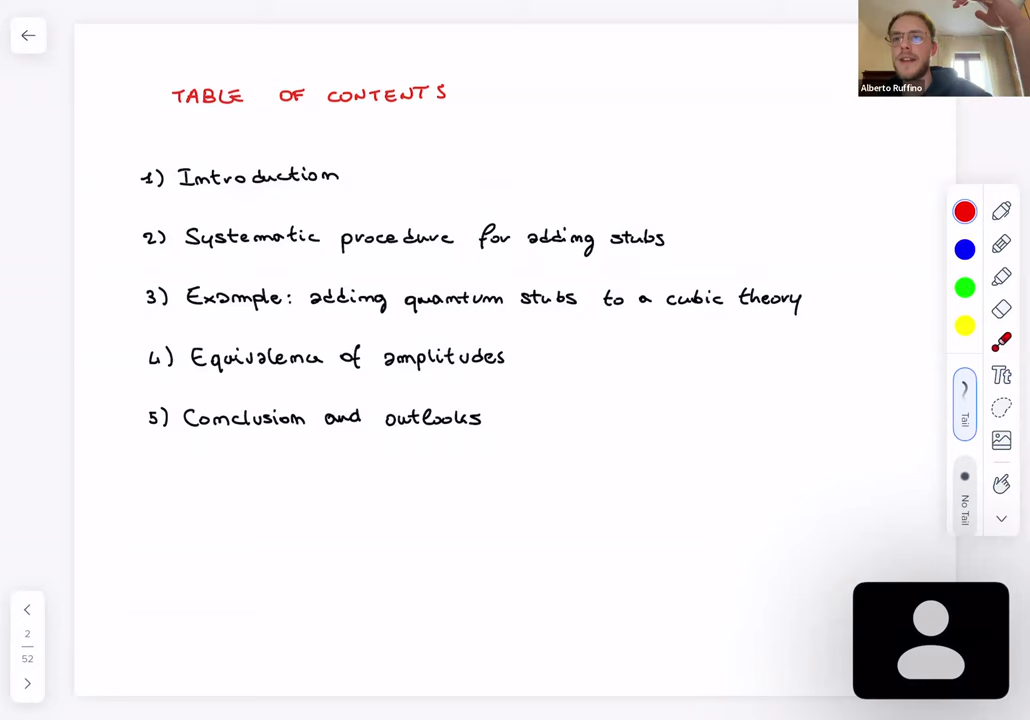 Alberto Ruffino
TABLE OF CONTENTS
1) Introduction
2) Systematic procedure for adding stubs
3) Example: adding quantum stubs to a cubic theory
4) Equivalence of amplitudes
5) Conclusion and outlooks
Tt
Tail
No Tail
2
52